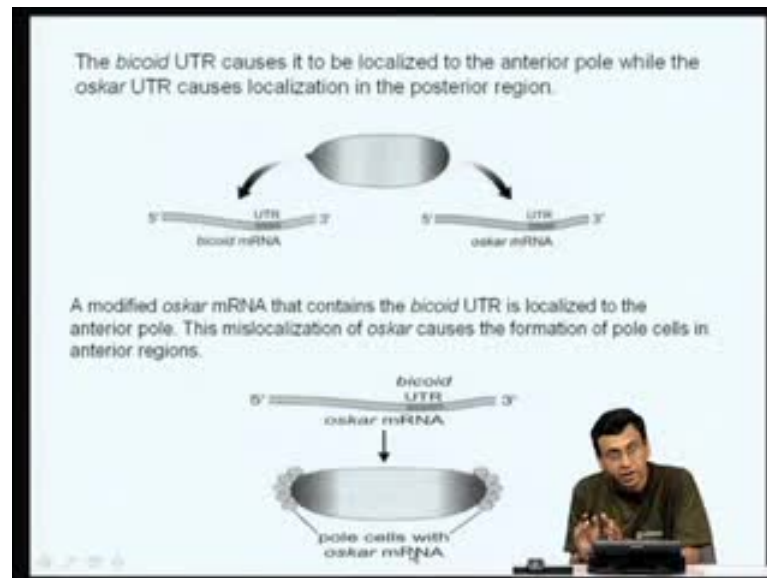 The bicoid UTR causes it to be localized to the anterior pole while the
oskar UTR causes localization in the posterior region.
5' UTR 3'
bicoid mRNA
5' UTR 3'
oskar mRNA
A modified oskar mRNA that contains the bicoid UTR is localized to the
anterior pole. This mislocalization of oskar causes the formation of pole cells in
anterior regions.
bicoid
5' UTR 3'
oskar mRNA
pole cells with
oskar mRNA